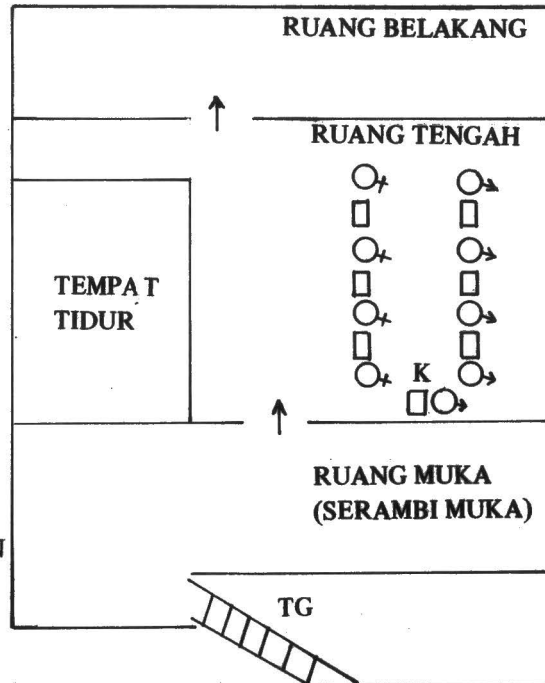 RUANG BELAKANG
RUANG TENGAH
TEMPAT
TIDUR
K
RUANG MUKA
(SERAMBI MUKA)
TG